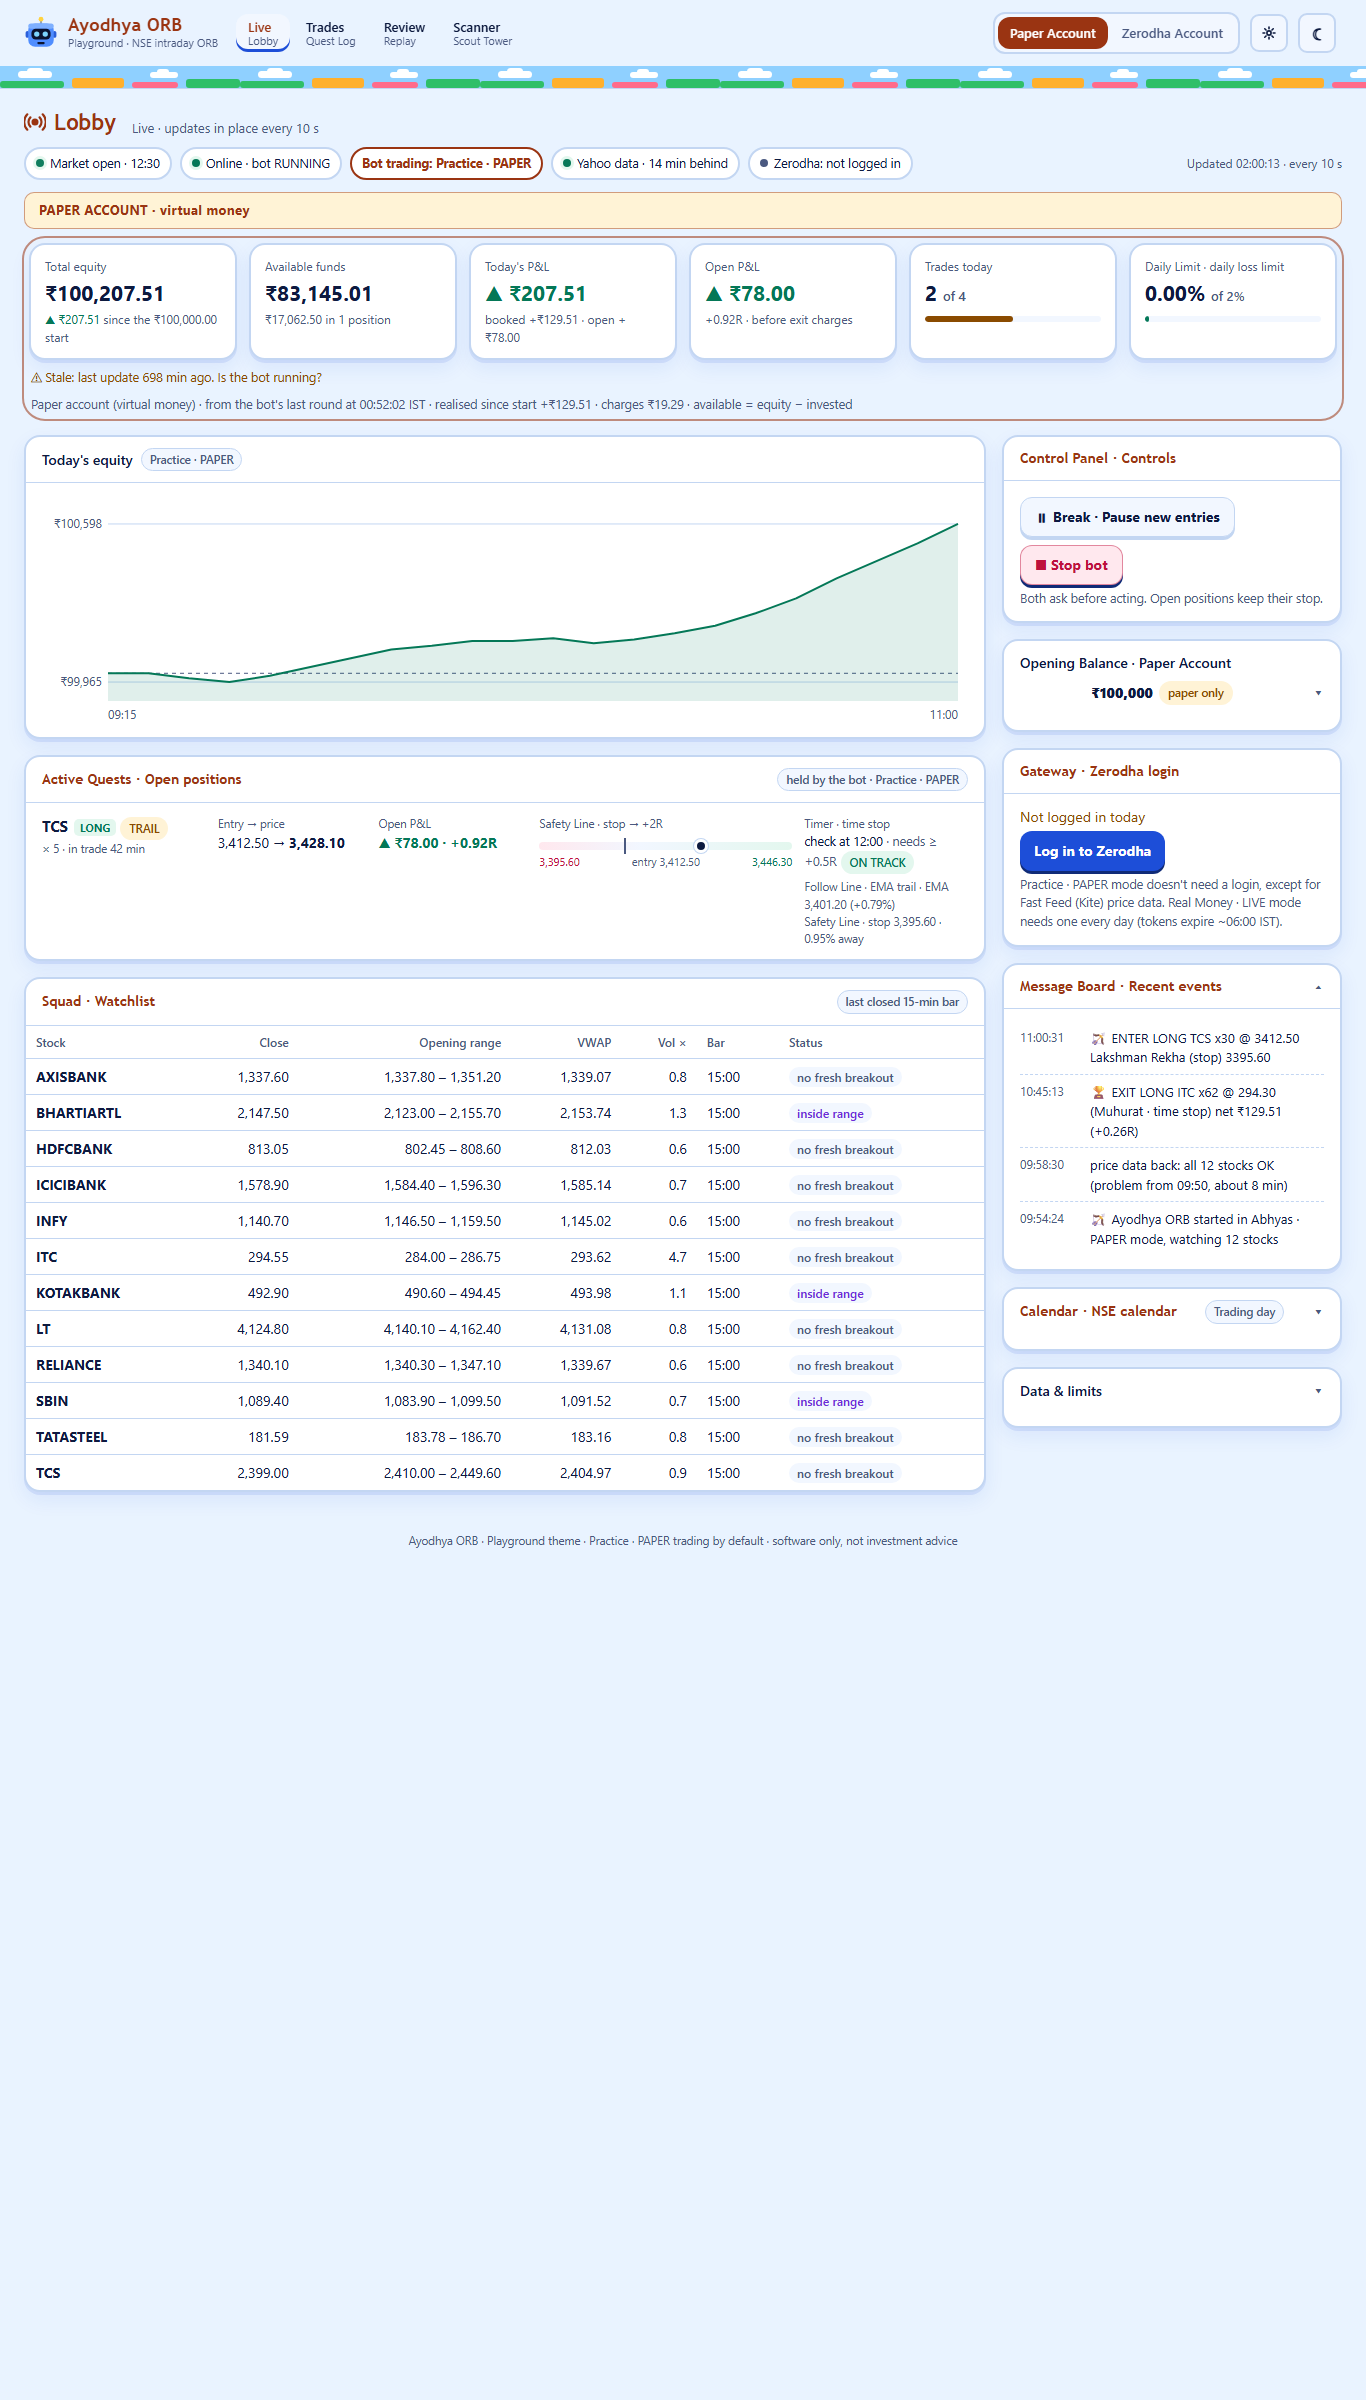 Ayodhya ORB
Playground · NSE intraday ORB
Live
Lobby
Trades
Quest Log
Review
Replay
Scanner
Scout Tower
Paper Account
Zerodha Account
Lobby
Live · updates in place every 10 s
Market open · 12:30
Online · bot RUNNING
Bot trading: Practice · PAPER
Yahoo data · 14 min behind
Zerodha: not logged in
Updated 02:00:13 · every 10 s
PAPER ACCOUNT · virtual money
Total equity
₹100,207.51
▲ ₹207.51 since the ₹100,000.00
start
Available funds
₹83,145.01
₹17,062.50 in 1 position
Today's P&L
▲ ₹207.51
booked +₹129.51 · open +
₹78.00
Open P&L
▲ ₹78.00
+0.92R · before exit charges
Trades today
2 of 4
Daily Limit · daily loss limit
0.00% of 2%
⚠ Stale: last update 698 min ago. Is the bot running?
Paper account (virtual money) · from the bot's last round at 00:52:02 IST · realised since start +₹129.51 · charges ₹19.29 · available = equity − invested
Today's equity
Practice · PAPER
₹100,598
₹99,965
09:15
11:00
Active Quests · Open positions
held by the bot · Practice · PAPER
TCS LONG TRAIL
× 5 · in trade 42 min
Entry → price
3,412.50 → 3,428.10
Open P&L
▲ ₹78.00 · +0.92R
Safety Line · stop → +2R
3,395.60
entry 3,412.50
3,446.30
Timer · time stop
check at 12:00 · needs ≥
+0.5R ON TRACK
Follow Line · EMA trail · EMA
3,401.20 (+0.79%)
Safety Line · stop 3,395.60 ·
0.95% away
Squad · Watchlist
last closed 15-min bar
Stock Close Opening range VWAP Vol × Bar Status
AXISBANK 1,337.60 1,337.80 – 1,351.20 1,339.07 0.8 15:00 no fresh breakout
BHARTIARTL 2,147.50 2,123.00 – 2,155.70 2,153.74 1.3 15:00 inside range
HDFCBANK 813.05 802.45 – 808.60 812.03 0.6 15:00 no fresh breakout
ICICIBANK 1,578.90 1,584.40 – 1,596.30 1,585.14 0.7 15:00 no fresh breakout
INFY 1,140.70 1,146.50 – 1,159.50 1,145.02 0.6 15:00 no fresh breakout
ITC 294.55 284.00 – 286.75 293.62 4.7 15:00 no fresh breakout
KOTAKBANK 492.90 490.60 – 494.45 493.98 1.1 15:00 inside range
LT 4,124.80 4,140.10 – 4,162.40 4,131.08 0.8 15:00 no fresh breakout
RELIANCE 1,340.10 1,340.30 – 1,347.10 1,339.67 0.6 15:00 no fresh breakout
SBIN 1,089.40 1,083.90 – 1,099.50 1,091.52 0.7 15:00 inside range
TATASTEEL 181.59 183.78 – 186.70 183.16 0.8 15:00 no fresh breakout
TCS 2,399.00 2,410.00 – 2,449.60 2,404.97 0.9 15:00 no fresh breakout
Control Panel · Controls
⏸ Break · Pause new entries
■ Stop bot
Both ask before acting. Open positions keep their stop.
Opening Balance · Paper Account
₹100,000 paper only
Gateway · Zerodha login
Not logged in today
Log in to Zerodha
Practice · PAPER mode doesn't need a login, except for
Fast Feed (Kite) price data. Real Money · LIVE mode
needs one every day (tokens expire ~06:00 IST).
Message Board · Recent events
11:00:31 🏹 ENTER LONG TCS x30 @ 3412.50
Lakshman Rekha (stop) 3395.60
10:45:13 ⏳ EXIT LONG ITC x62 @ 294.30
(Muhurat · time stop) net ₹129.51
(+0.26R)
09:58:30 price data back: all 12 stocks OK
(problem from 09:50, about 8 min)
09:54:24 🏹 Ayodhya ORB started in Abhyas ·
PAPER mode, watching 12 stocks
Calendar · NSE calendar
Trading day
Data & limits
Ayodhya ORB · Playground theme · Practice · PAPER trading by default · software only, not investment advice